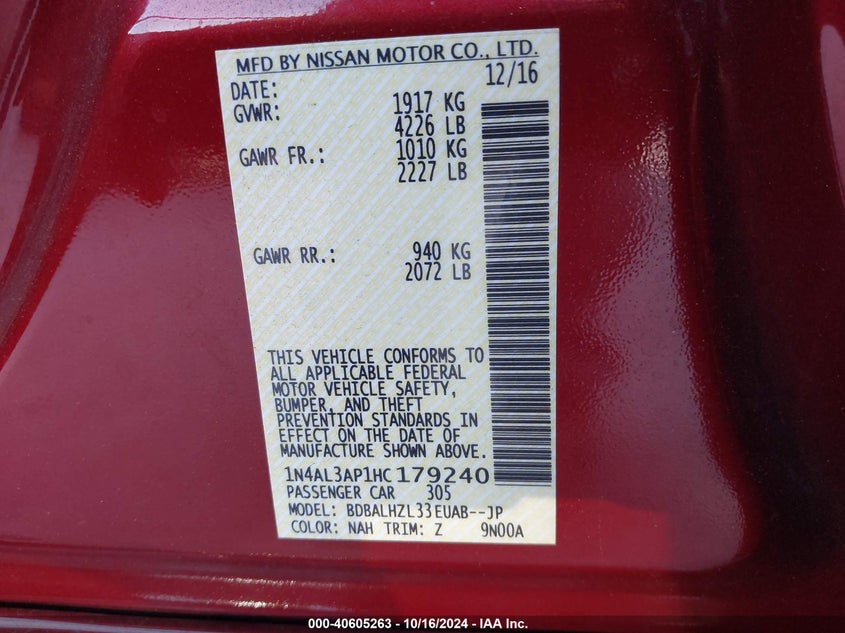 MFD BY NISSAN MOTOR CO., LTD.
DATE: 12/16
GVWR: 1917 KG
4226 LB
GAWR FR.: 1010 KG
2227 LB
GAWR RR.: 940 KG
2072 LB
THIS VEHICLE CONFORMS TO
ALL APPLICABLE FEDERAL
MOTOR VEHICLE SAFETY,
BUMPER, AND THEFT
PREVENTION STANDARDS IN
EFFECT ON THE DATE OF
MANUFACTURE SHOWN ABOVE.
1N4AL3AP1HC179240
PASSENGER CAR 305
MODEL: BDBALHZL33EUAB--JP
COLOR: NAH TRIM: Z 9N00A
000-40605263 - 10/16/2024 - IAA Inc.